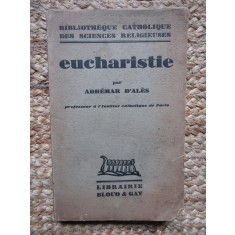 BIBLIOTHÈQUE CATHOLIQUE
DES SCIENCES RELIGIEUSES
eucharistie
par
ADHÉMAR D'ALÈS
professeur à l'Institut catholique de Paris
LIBRAIRIE
BLOUD & GAY